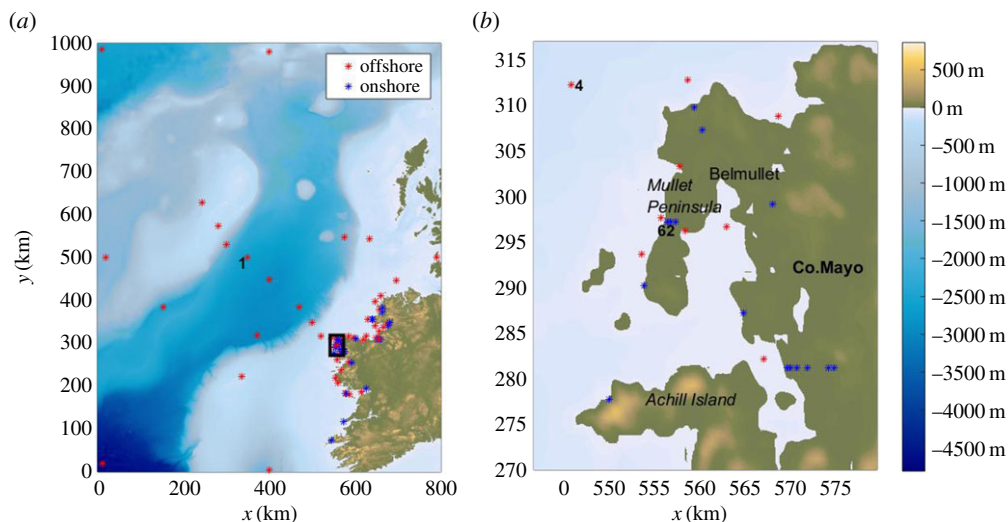 (a)
1000
900
800
700
600
500
400
300
200
100
0
y (km)
0 200 400 600 800
x (km)
offshore
onshore
1
(b)
315
310
305
300
295
290
285
280
275
270
0 550 555 560 565 570 575
x (km)
4
Belmullet
Mullet
Peninsula
62
Co.Mayo
Achill Island
500 m
0 m
–500 m
–1000 m
–1500 m
–2000 m
–2500 m
–3000 m
–3500 m
–4000 m
–4500 m